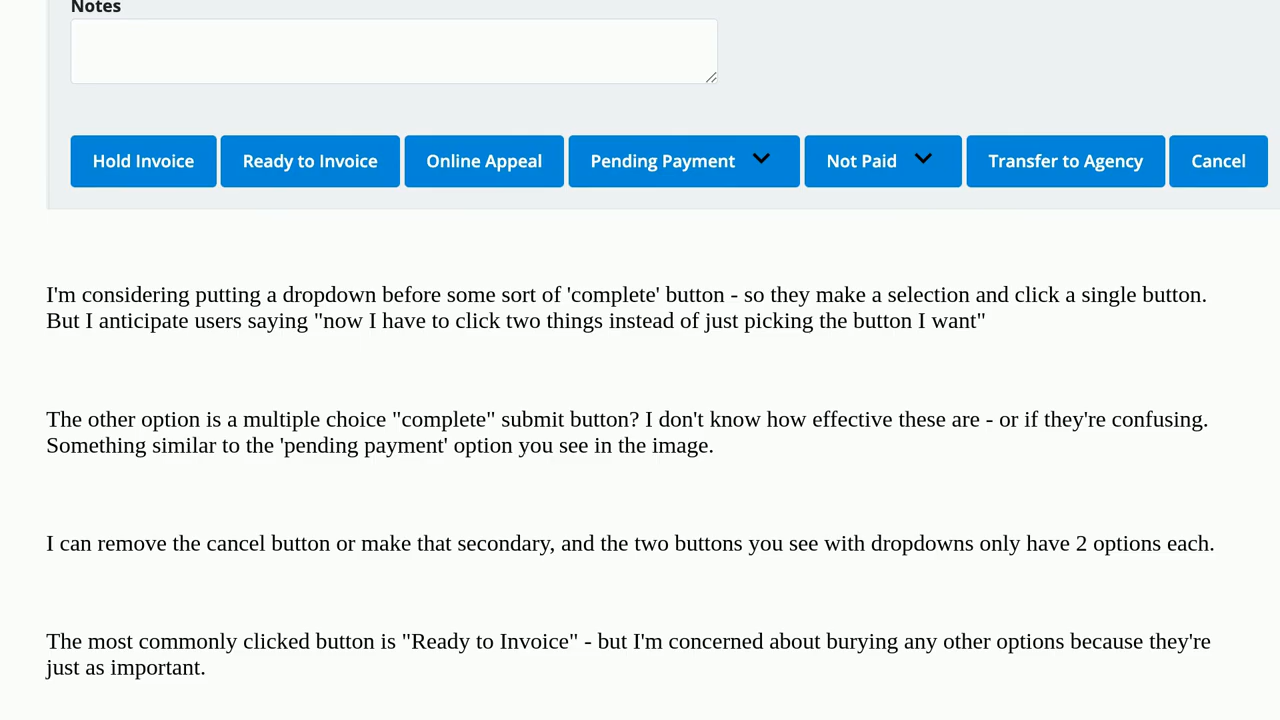 Notes
Hold Invoice Ready to Invoice Online Appeal Pending Payment Not Paid Transfer to Agency Cancel
I'm considering putting a dropdown before some sort of 'complete' button - so they make a selection and click a single button.
But I anticipate users saying "now I have to click two things instead of just picking the button I want"
The other option is a multiple choice "complete" submit button? I don't know how effective these are - or if they're confusing.
Something similar to the 'pending payment' option you see in the image.
I can remove the cancel button or make that secondary, and the two buttons you see with dropdowns only have 2 options each.
The most commonly clicked button is "Ready to Invoice" - but I'm concerned about burying any other options because they're
just as important.